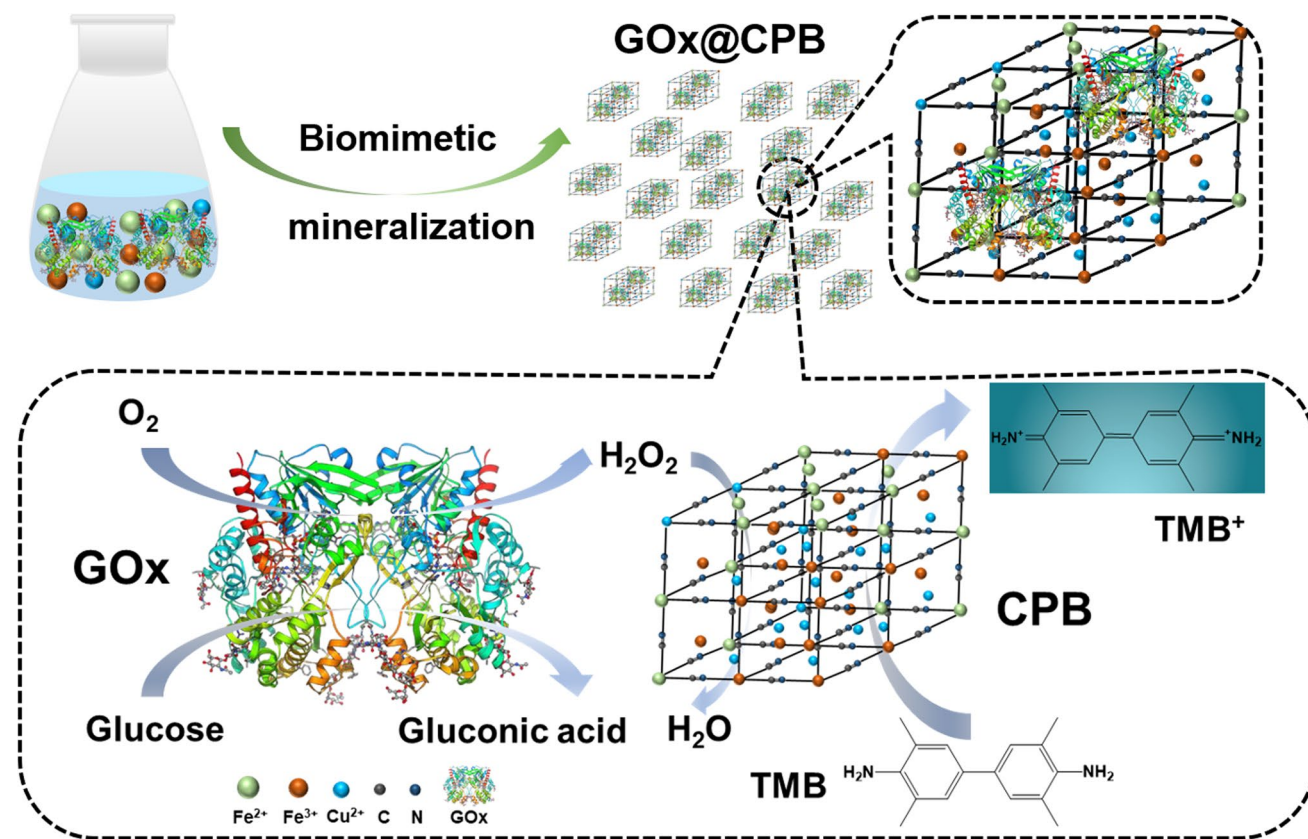 GOx@CPB
Biomimetic
mineralization
O₂
H₂O₂
H₂N⁺
⁺NH₂
TMB⁺
GOx
CPB
Glucose
Gluconic acid
H₂O
TMB
H₂N
NH₂
Fe²⁺ Fe³⁺ Cu²⁺ C N GOx